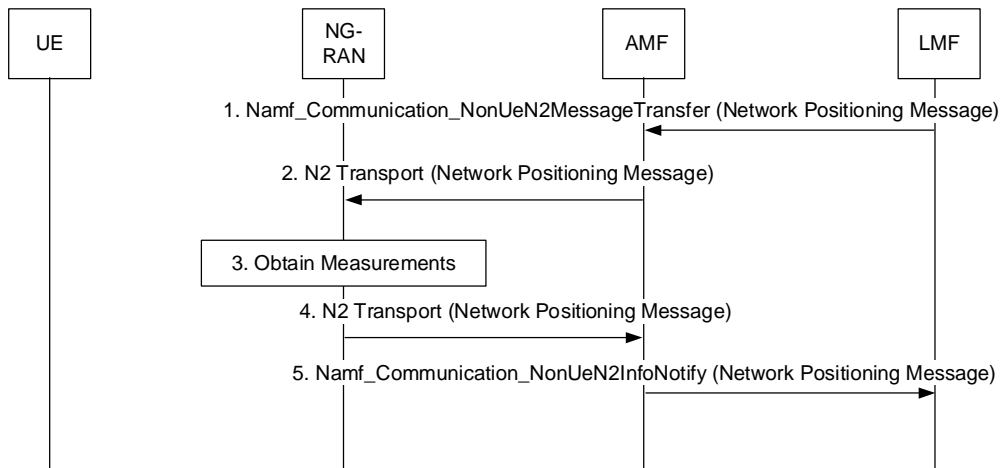 UE
NG-
RAN
AMF
LMF
1. Namf_Communication_NonUeN2MessageTransfer (Network Positioning Message)
2. N2 Transport (Network Positioning Message)
3. Obtain Measurements
4. N2 Transport (Network Positioning Message)
5. Namf_Communication_NonUeN2InfoNotify (Network Positioning Message)